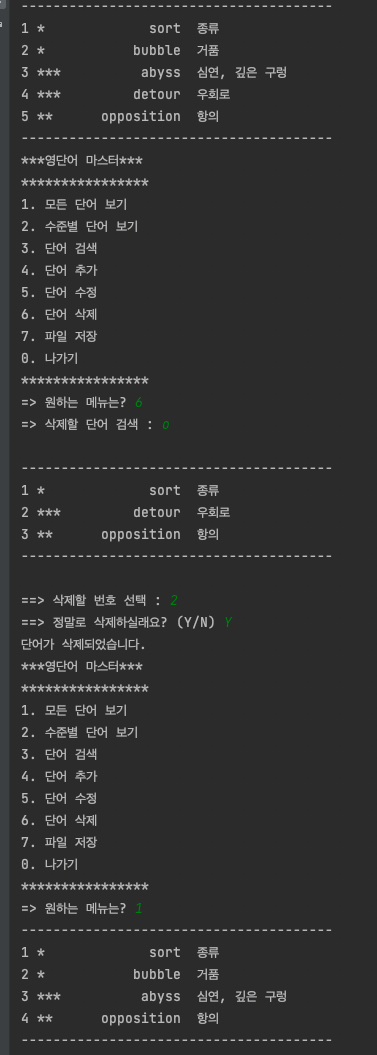 -----------------------------------------
1 *             sort  종류
2 *           bubble  거품
3 ***          abyss  심연, 깊은 구렁
4 ***         detour  우회로
5 **      opposition  항의
-----------------------------------------
***영단어 마스터***
****************
1. 모든 단어 보기
2. 수준별 단어 보기
3. 단어 검색
4. 단어 추가
5. 단어 수정
6. 단어 삭제
7. 파일 저장
0. 나가기
****************
=> 원하는 메뉴는? 6
=> 삭제할 단어 검색 : o
-----------------------------------------
1 *             sort  종류
2 ***         detour  우회로
3 **      opposition  항의
-----------------------------------------
==> 삭제할 번호 선택 : 2
==> 정말로 삭제하실래요? (Y/N) Y
단어가 삭제되었습니다.
***영단어 마스터***
****************
1. 모든 단어 보기
2. 수준별 단어 보기
3. 단어 검색
4. 단어 추가
5. 단어 수정
6. 단어 삭제
7. 파일 저장
0. 나가기
****************
=> 원하는 메뉴는? 1
-----------------------------------------
1 *             sort  종류
2 *           bubble  거품
3 ***          abyss  심연, 깊은 구렁
4 **      opposition  항의
-----------------------------------------